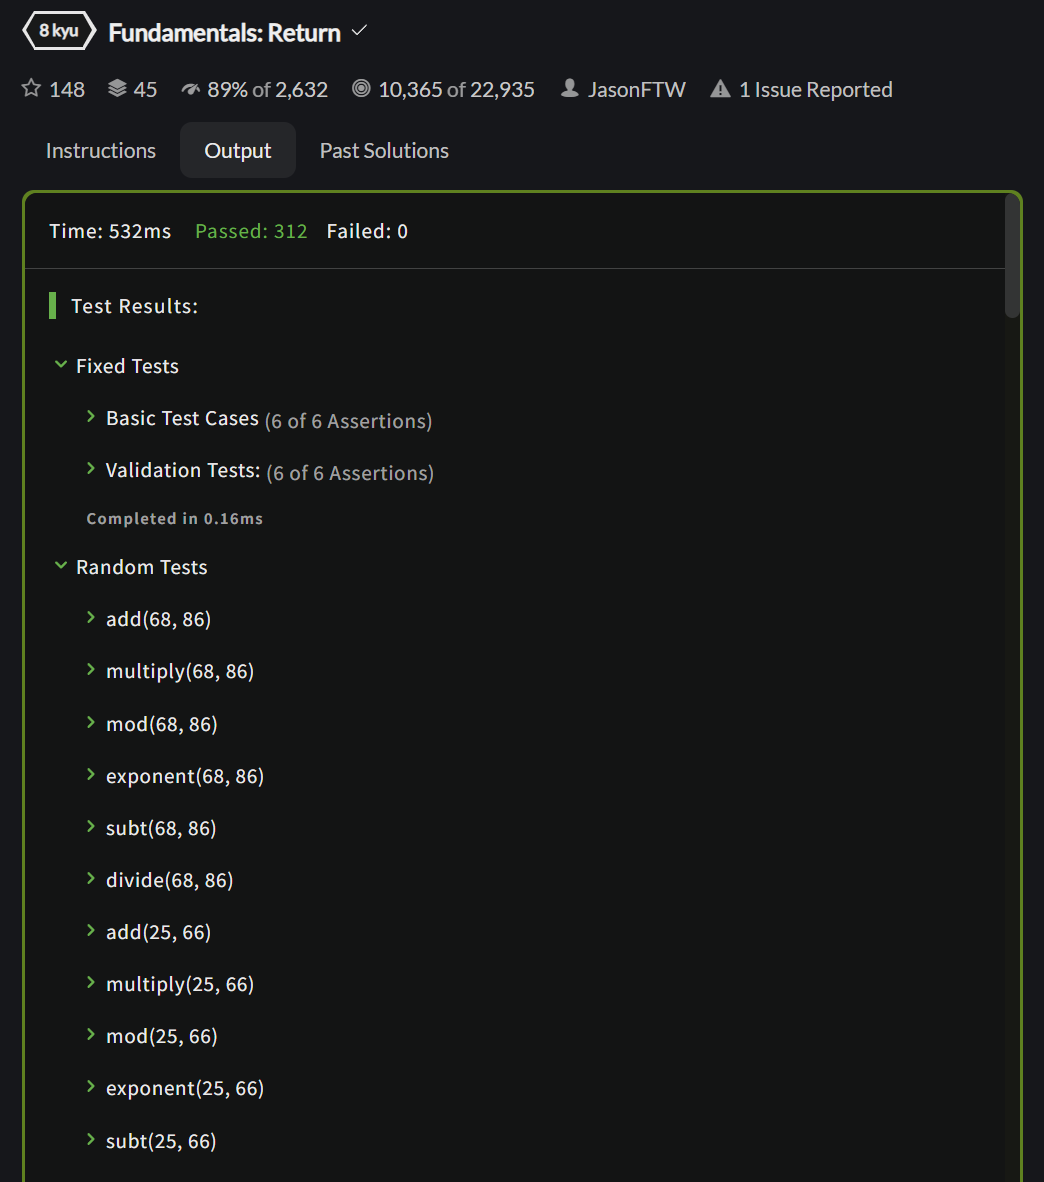 8 kyu Fundamentals: Return
148 45 89% of 2,632 10,365 of 22,935 JasonFTW 1 Issue Reported
Instructions Output Past Solutions
Time: 532ms Passed: 312 Failed: 0
Test Results:
Fixed Tests
Basic Test Cases (6 of 6 Assertions)
Validation Tests: (6 of 6 Assertions)
Completed in 0.16ms
Random Tests
add(68, 86)
multiply(68, 86)
mod(68, 86)
exponent(68, 86)
subt(68, 86)
divide(68, 86)
add(25, 66)
multiply(25, 66)
mod(25, 66)
exponent(25, 66)
subt(25, 66)